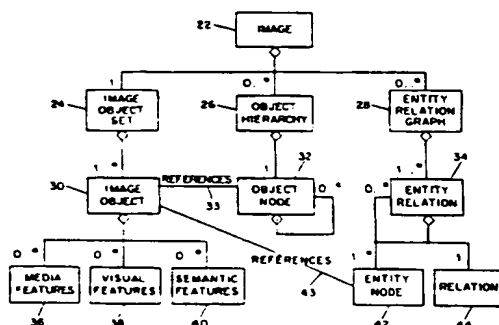 22
IMAGE
1
0..*
0..*
24
IMAGE OBJECT SET
26
OBJECT HIERARCHY
28
ENTITY RELATION GRAPH
1..*
1
1..*
32
34
30
IMAGE OBJECT
REFERENCES
33
OBJECT NODE
0..*
0..*
ENTITY RELATION
0..*
0..*
0..*
REFERENCES
43
1..*
1
MEDIA FEATURES
VISUAL FEATURES
SEMANTIC FEATURES
ENTITY NODE
RELATION
36
38
40
42
44